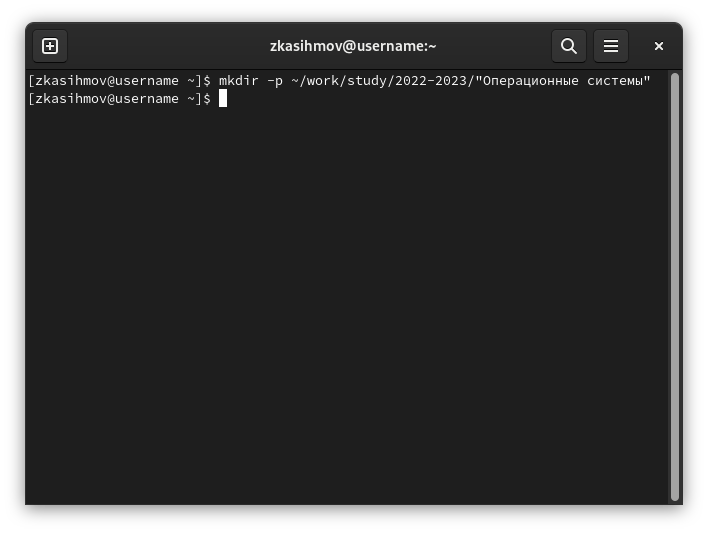 zkasihmov@username:~
[zkasihmov@username ~]$ mkdir -p ~/work/study/2022-2023/"Операционные системы"
[zkasihmov@username ~]$